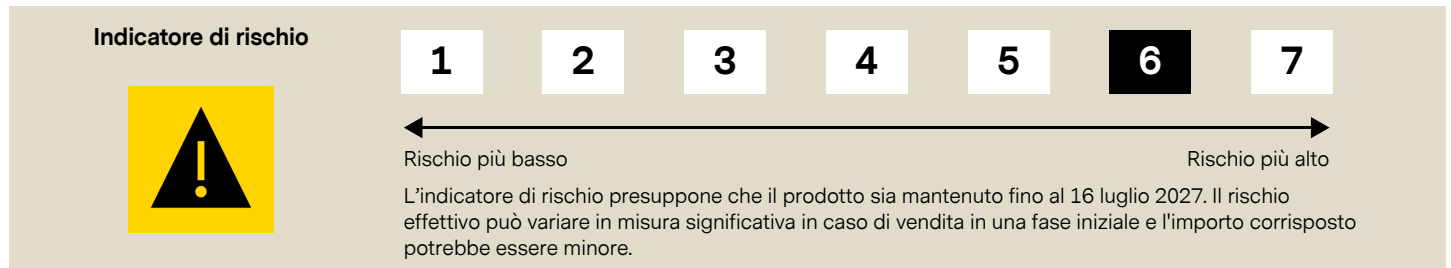 Indicatore di rischio
1 2 3 4 5 6 7
!
Rischio più basso Rischio più alto
L'indicatore di rischio presuppone che il prodotto sia mantenuto fino al 16 luglio 2027. Il rischio
effettivo può variare in misura significativa in caso di vendita in una fase iniziale e l'importo corrisposto
potrebbe essere minore.